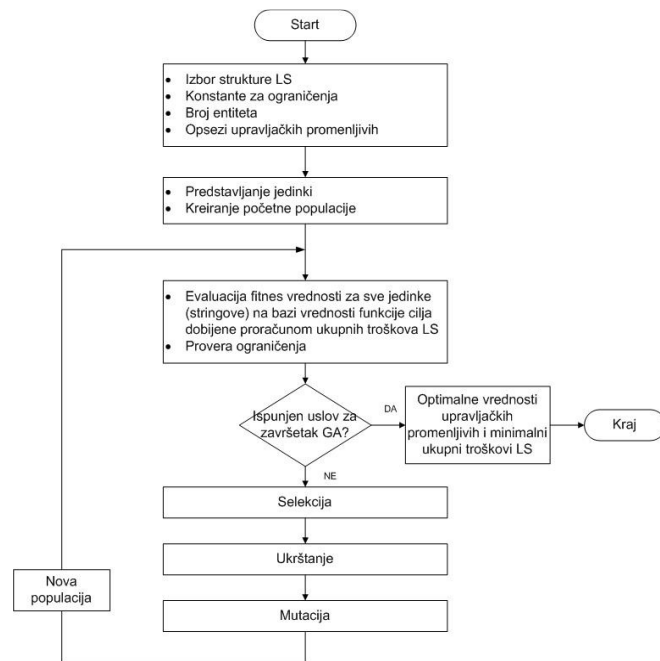 Start
• Izbor strukture LS
• Konstante za ograničenja
• Broj entiteta
• Opsezi upravljačkih promenljivih
• Predstavljanje jedinki
• Kreiranje početne populacije
• Evaluacija fitnes vrednosti za sve jedinke
(stringove) na bazi vrednosti funkcije cilja
dobijene proračunom ukupnih troškova LS
• Provera ograničenja
Ispunjen uslov za
završetak GA?
DA
Optimalne vrednosti
upravljačkih
promenljivih i minimalni
ukupni troškovi LS
Kraj
NE
Selekcija
Ukrštanje
Mutacija
Nova
populacija